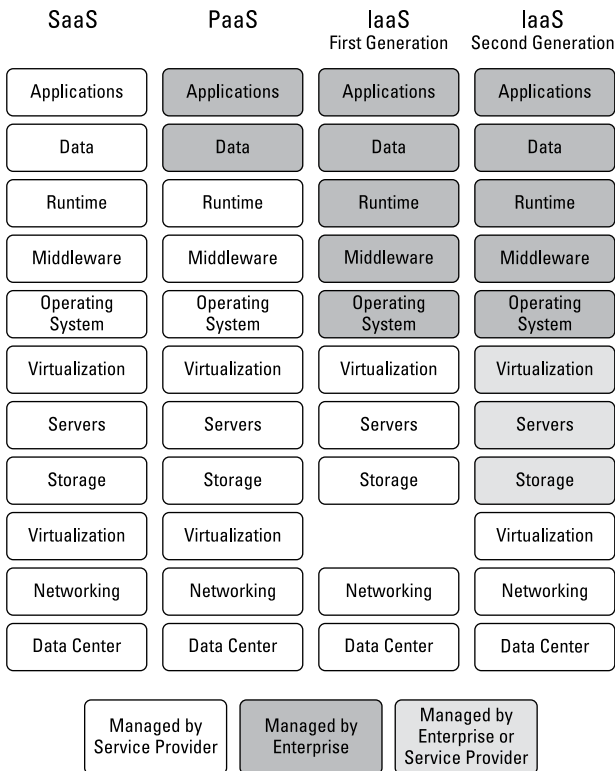 SaaS PaaS IaaS IaaS
First Generation Second Generation
Applications Applications Applications Applications
Data Data Data Data
Runtime Runtime Runtime Runtime
Middleware Middleware Middleware Middleware
Operating Operating Operating Operating
System System System System
Virtualization Virtualization Virtualization Virtualization
Servers Servers Servers Servers
Storage Storage Storage Storage
Virtualization Virtualization Virtualization
Networking Networking Networking Networking
Data Center Data Center Data Center Data Center
Managed by
Service Provider
Managed by
Enterprise
Managed by
Enterprise or
Service Provider